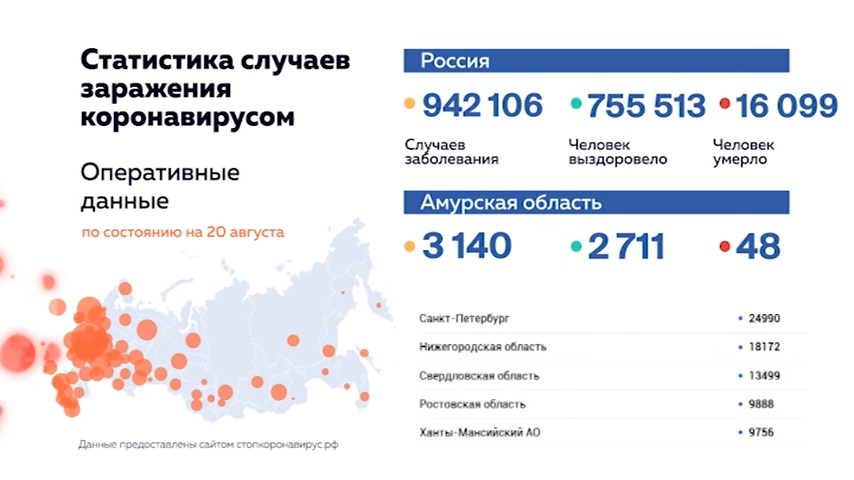 Статистика случаев
заражения
коронавирусом
Оперативные
данные
по состоянию на 20 августа
Данные предоставлены сайтом стопкоронавирус.рф
Россия
942 106 755 513 16 099
Случаев Человек Человек
заболевания выздоровело умерло
Амурская область
3 140 2 711 48
Санкт-Петербург 24990
Нижегородская область 18172
Свердловская область 13499
Ростовская область 9888
Ханты-Мансийский АО 9756